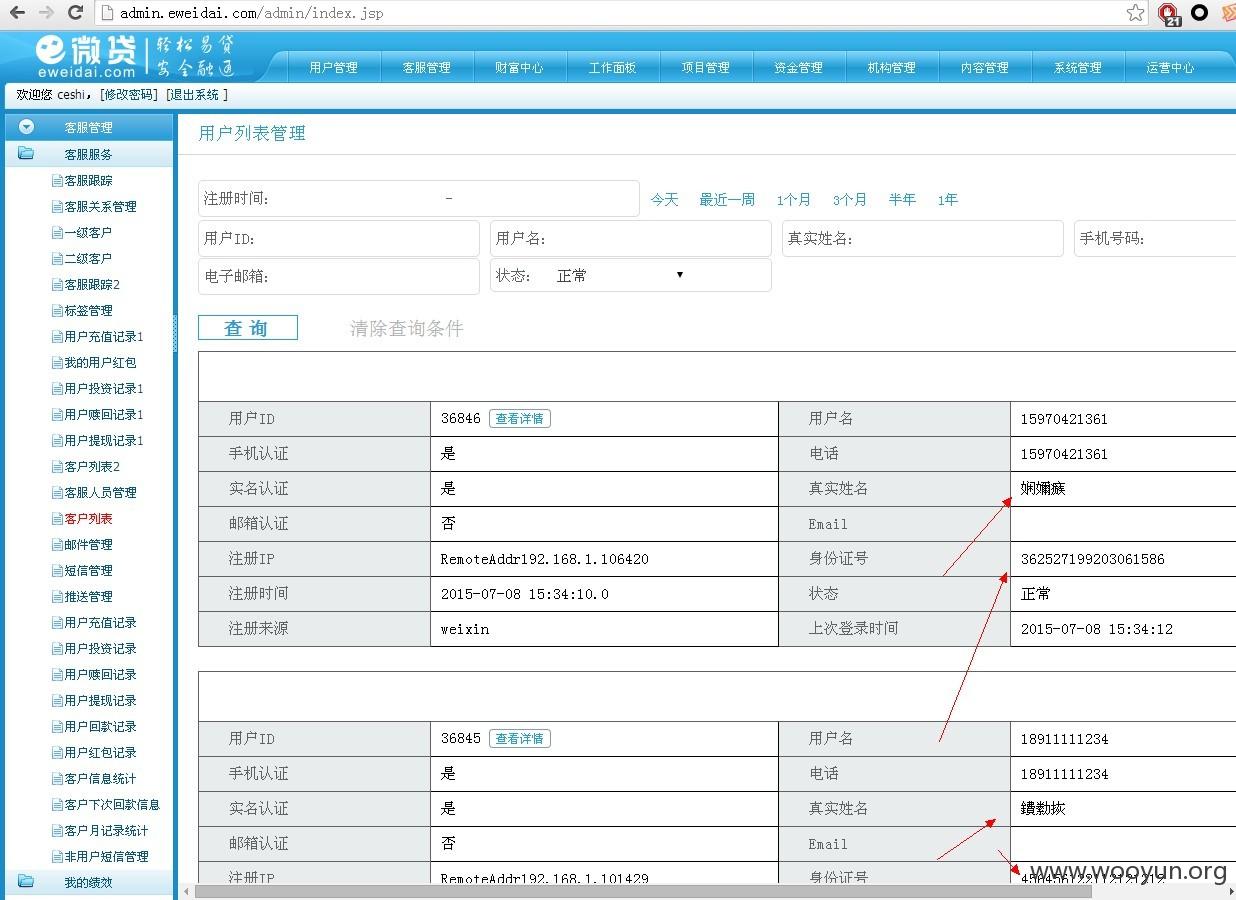 admin.eweidai.com/admin/index.jsp
21
微贷 轻松易贷
安全融通
eweidai.com
用户管理 客服管理 财富中心 工作面板 项目管理 资金管理 机构管理 内容管理 系统管理 运营中心
欢迎您 ceshi， [修改密码] [退出系统 ]
客服管理
客服服务
客服跟踪
客服关系管理
一级客户
二级客户
客服跟踪2
标签管理
用户充值记录1
我的用户红包
用户投资记录1
用户赎回记录1
用户提现记录1
客户列表2
客服人员管理
客户列表
邮件管理
短信管理
推送管理
用户充值记录
用户投资记录
用户赎回记录
用户提现记录
用户回款记录
用户红包记录
客户信息统计
客户下次回款信息
客户月记录统计
非用户短信管理
我的绩效
用户列表管理
注册时间: - 今天 最近一周 1个月 3个月 半年 1年
用户ID: 用户名: 真实姓名: 手机号码:
电子邮箱: 状态: 正常
查 询 清除查询条件
用户ID 36846 查看详情 用户名 15970421361
手机认证 是 电话 15970421361
实名认证 是 真实姓名
邮箱认证 否 Email
注册IP RemoteAddr192.168.1.106420 身份证号 362527199203061586
注册时间 2015-07-08 15:34:10.0 状态 正常
注册来源 weixin 上次登录时间 2015-07-08 15:34:12
用户ID 36845 查看详情 用户名 18911111234
手机认证 是 电话 18911111234
实名认证 是 真实姓名
邮箱认证 否 Email
注册IP RemoteAddr192.168.1.101429 身份证号
www.wooyun.org